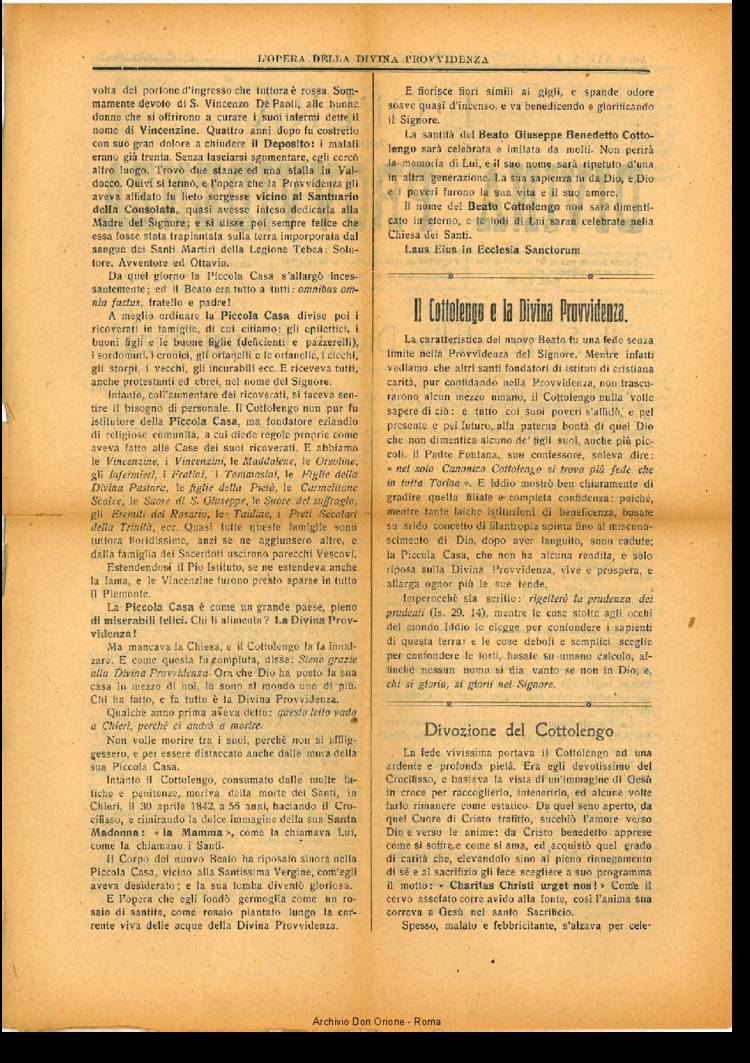 L'OPERA DELLA DIVINA PROVVIDENZA
volta del portone d'ingresso che tuttora è rossa. Som-
mamente devoto di S. Vincenzo De Paoli, alle buone
donne che si offrirono a curare i suoi infermi dette il
nome di Vincenzine. Quattro anni dopo fu costretto
con suo gran dolore a chiudere il Deposito: i malati
erano già trenta. Senza lasciarsi sgomentare, egli cercò
altro luogo. Trovò due stanze ed una stalla in Val-
docco. Quivi si fermò, e l'opera che la Provvidenza gli
aveva affidato fu lieto sorgesse vicino al Santuario
della Consolata, quasi avesse inteso dedicarla alla
Madre del Signore; e si disse poi sempre felice che
essa fosse stata trapiantata sulla terra imporporata dal
sangue dei Santi Martiri della Legione Tebea: Solu-
tore, Avventore ed Ottavio.
Da quel giorno la Piccola Casa s'allargò inces-
santemente; ed il Beato era tutto a tutti: omnibus om-
nia factus, fratello e padre!
A meglio ordinare la Piccola Casa divise poi i
ricoverati in famiglie, di cui citiamo: gli epilettici, i
buoni figli e le buone figlie (deficienti e pazzerelli),
i sordomuti, i cronici, gli orfanelli e le orfanelle, i ciechi,
gli storpi, i vecchi, gli incurabili ecc. E riceveva tutti,
anche protestanti ed ebrei, nel nome del Signore.
Intanto, coll'aumentare dei ricoverati, si faceva sen-
tire il bisogno di personale. Il Cottolengo non pur fu
istitutore della Piccola Casa, ma fondatore eziandio
di religiose comunità, a cui diede regole proprie come
aveva fatto alle Case dei suoi ricoverati. E abbiamo
le Vincenzine, i Vincenzini, le Maddalene, le Orsoline,
gli Infermieri, i Fratini, i Tommasini, le Figlie della
Divina Pastora, le figlie della Pietà, le Carmelitane
Scalze, le Suore di S. Giuseppe, le Suore del suffragio,
gli Eremiti del Rosario, le Taidine, i Preti Secolari
della Trinità, ecc. Quasi tutte queste famiglie sono
tuttora floridissime, anzi se ne aggiunsero altre, e
dalla famiglia dei Sacerdoti uscirono parecchi Vescovi.
Estendendosi il Pio Istituto, se ne estendeva anche
la fama, e le Vincenzine furono presto sparse in tutto
il Piemonte.
La Piccola Casa è come un grande paese, pieno
di miserabili felici. Chi li alimenta? La Divina Prov-
videnza!
Ma mancava la Chiesa, e il Cottolengo la fa innal-
zare. E come questa fu compiuta, disse: Siano grazie
alla Divina Provvidenza. Ora che Dio ha posto la sua
casa in mezzo di noi, io sono al mondo uno di più.
Chi ha fatto, e fa tutto è la Divina Provvidenza.
Qualche anno prima aveva detto: questo letto vado
a Chieri, perchè ci andrò a morire.
Non volle morire tra i suoi, perchè non si afflig-
gessero, e per essere distaccato anche dalle mura della
sua Piccola Casa.
Intanto il Cottolengo, consumato dalle molte fa-
tiche e penitenze, moriva della morte dei Santi, in
Chieri, il 30 aprile 1842, a 56 anni, baciando il Cro-
cifisso, e rimirando la dolce immagine della sua Santa
Madonna: « la Mamma », come la chiamava Lui,
come la chiamano i Santi.
Il Corpo del nuovo Beato ha riposato sinora nella
Piccola Casa, vicino alla Santissima Vergine, com'egli
aveva desiderato; e la sua tomba diventò gloriosa.
E l'opera che egli fondò germoglia come un ro-
saio di santità, come rosaio piantato lungo la cor-
rente viva delle acque della Divina Provvidenza.
E fiorisce fiori simili ai gigli, e spande odore
soave quasi d'incenso, e va benedicendo e glorificando
il Signore.
La santità del Beato Giuseppe Benedetto Cotto-
lengo sarà celebrata e imitata da molti. Non perirà
la memoria di Lui, e il suo nome sarà ripetuto d'una
in altra generazione. La sua sapienza fu da Dio, e Dio
e i poveri furono la sua vita e il suo amore.
Il nome del Beato Cottolengo non sarà dimenti-
cato in eterno, e le lodi di Lui saran celebrate nella
Chiesa dei Santi.
Laus Eius in Ecclesia Sanctorum
Il Cottolengo e la Divina Provvidenza.
La caratteristica del nuovo Beato fu una fede senza
limite nella Provvidenza del Signore. Mentre infatti
vediamo che altri santi fondatori di istituti di cristiana
carità, pur confidando nella Provvidenza, non trascu-
rarono alcun mezzo umano, il Cottolengo nulla volle
sapere di ciò: e tutto coi suoi poveri s'affidò, e pel
presente e pel futuro, alla paterna bontà di quel Dio
che non dimentica alcuno de' figli suoi, anche più pic-
coli. Il Padre Fontana, suo confessore, soleva dire:
« nel solo Canonico Cottolengo si trova più fede che
in tutta Torino ». E Iddio mostrò ben chiaramente di
gradire quella filiale e completa confidenza: poichè,
mentre tante laiche istituzioni di beneficenza, basate
su arido concetto di filantropia spinta fino al miscono-
scimento di Dio, dopo aver languito, sono cadute;
la Piccola Casa, che non ha alcuna rendita, e solo
riposa sulla Divina Provvidenza, vive e prospera, e
allarga ognor più le sue tende.
Imperocchè sta scritto: rigetterò la prudenza dei
prudenti (Is. 29. 14), mentre le cose stolte agli occhi
del mondo Iddio le elegge per confondere i sapienti
di questa terra: e le cose deboli e semplici sceglie
per confondere le forti, basate su umano calcolo, af-
finchè nessun uomo si dia vanto se non in Dio, e,
chi si gloria, si glorii nel Signore.
Divozione del Cottolengo
La fede vivissima portava il Cottolengo ad una
ardente e profonda pietà. Era egli devotissimo del
Crocifisso, e bastava la vista di un'immagine di Gesù
in croce per raccoglierlo, intenerirlo, ed alcune volte
farlo rimanere come estatico. Da quel seno aperto, da
quel Cuore di Cristo trafitto, succhiò l'amore verso
Dio e verso le anime: da Cristo benedetto apprese
come si soffre e come si ama, ed acquistò quel grado
di carità che, elevandolo sino al pieno rinnegamento
di sé e al sacrifizio gli fece scegliere a suo programma
il motto: « Charitas Christi urget nos! » Come il
cervo assetato corre avido alla fonte, così l'anima sua
correva a Gesù nel santo Sacrificio.
Spesso, malato e febbricitante, s'alzava per cele-
Archivio Don Orione - Roma